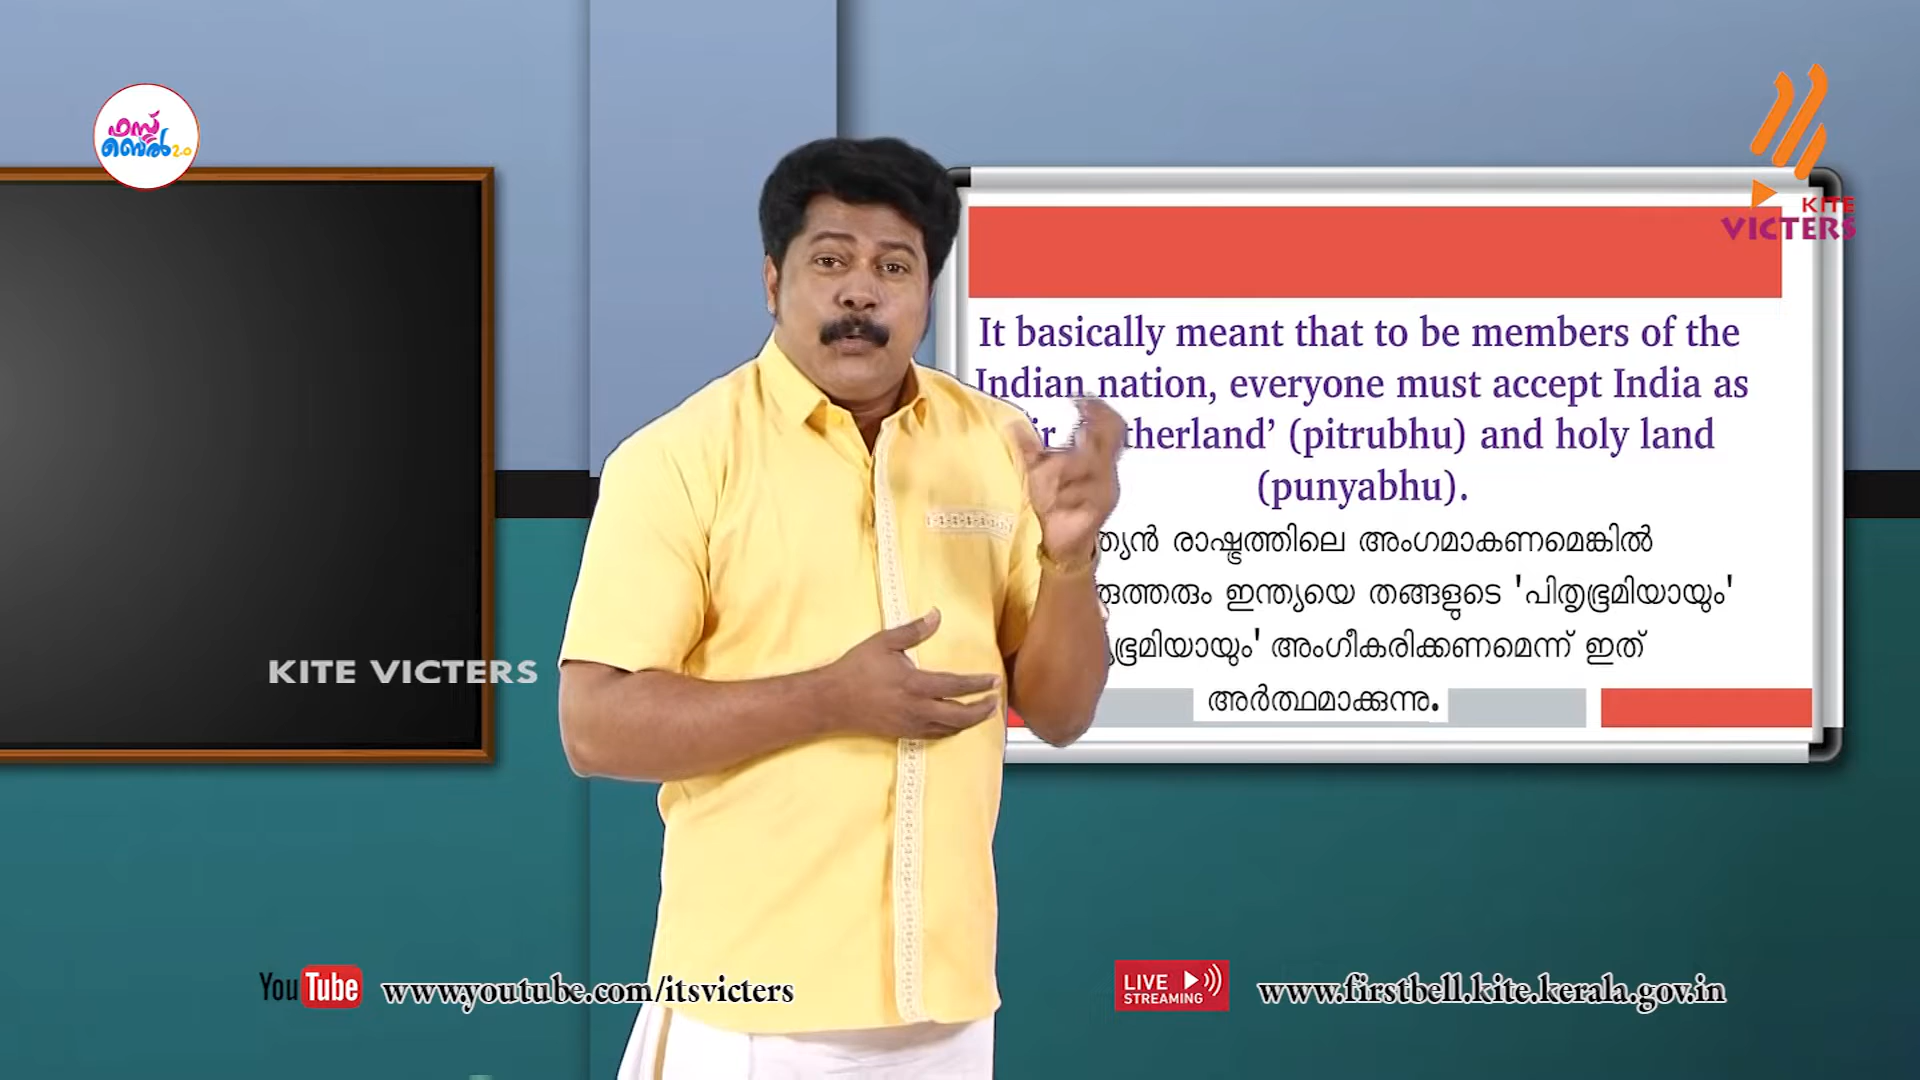 ഫസ്റ്റ്
ബെൽ 2.0
KITE
VICTERS
It basically meant that to be members of the
Indian nation, everyone must accept India as
(pitrubhu) and holy land
(punyabhu).
രാഷ്ട്രത്തിലെ അംഗമാകണമെങ്കിൽ
ഇന്ത്യയെ തങ്ങളുടെ 'പിതൃഭൂമിയായും'
അംഗീകരിക്കണമെന്ന് ഇത്
അർത്ഥമാക്കുന്നു.
KITE VICTERS
YouTube www.youtube.com/itsvicters
LIVE STREAMING www.firstbell.kite.kerala.gov.in